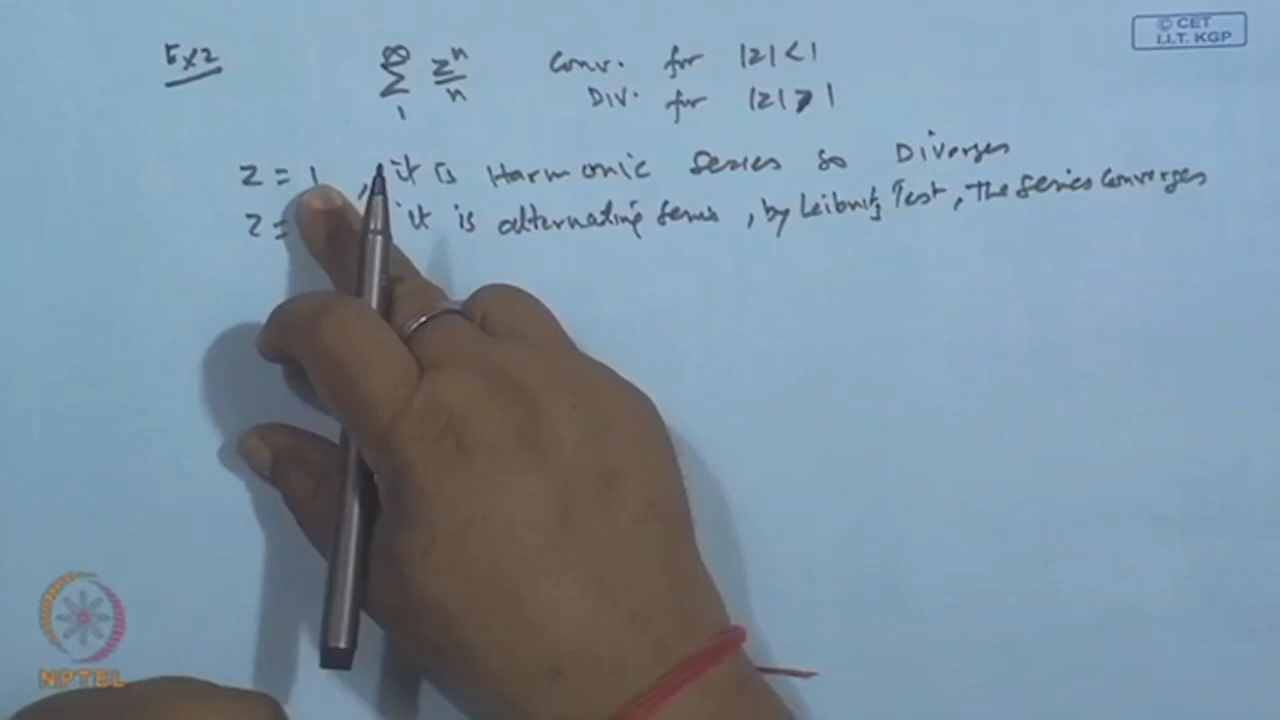 © CET
I.I.T. KGP
Ex2
∞ ∑ 1 z^n/n Conv. for |z| < 1
DIV. for |z| > 1
z = 1, it is Harmonic Series so Diverges
z = it is alternating Series, by Leibnitz Test, The Series Converges
NPTEL